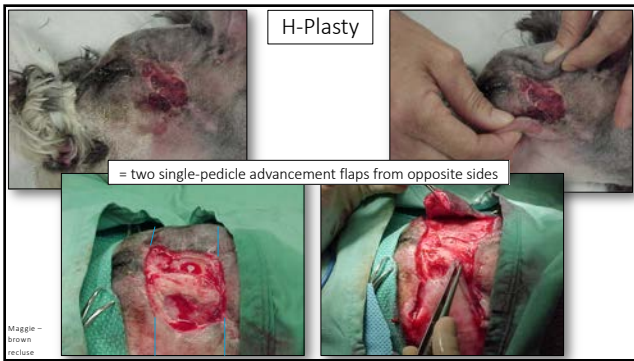 H-Plasty
= two single-pedicle advancement flaps from opposite sides
Maggie –
brown
recluse